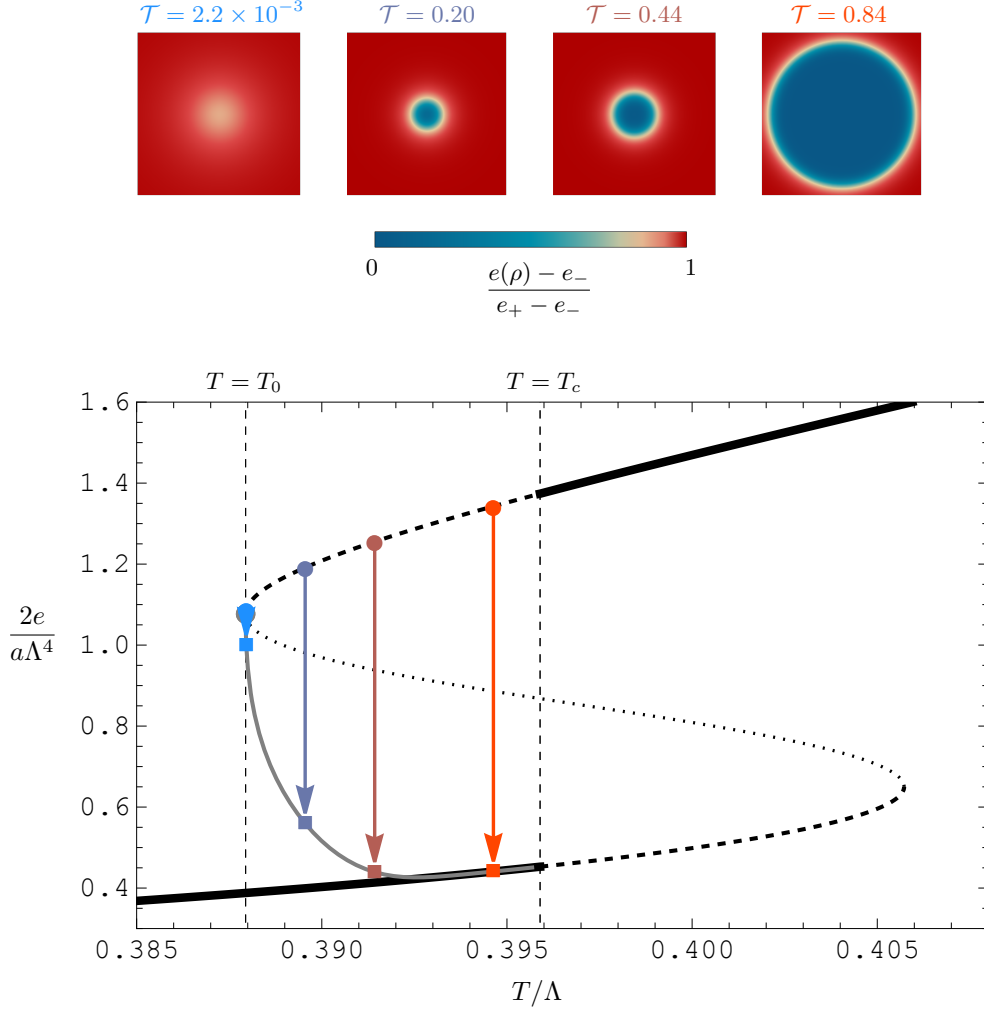 𝒯 = 2.2 × 10⁻³ 𝒯 = 0.20 𝒯 = 0.44 𝒯 = 0.84
0 1
e(ρ) − e₋
e₊ − e₋
T = T₀ T = T_c
1.6
1.4
1.2
1.0
0.8
0.6
0.4
2e
aΛ⁴
0.385 0.390 0.395 0.400 0.405
T/Λ